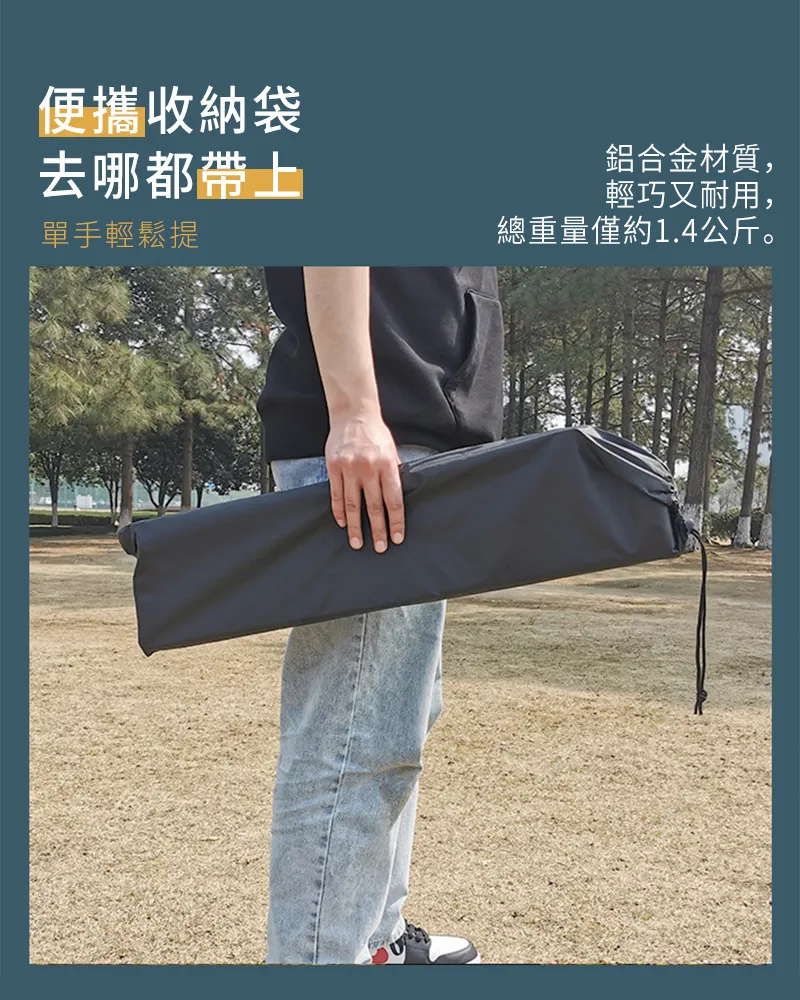 便攜收納袋
去哪都帶上
單手輕鬆提
鋁合金材質，
輕巧又耐用，
總重量僅約1.4公斤。